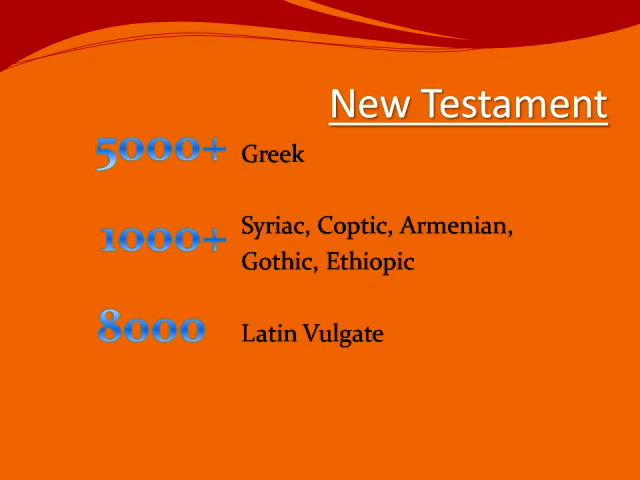 New Testament
5000+ Greek
1000+ Syriac, Coptic, Armenian,
Gothic, Ethiopic
8000 Latin Vulgate